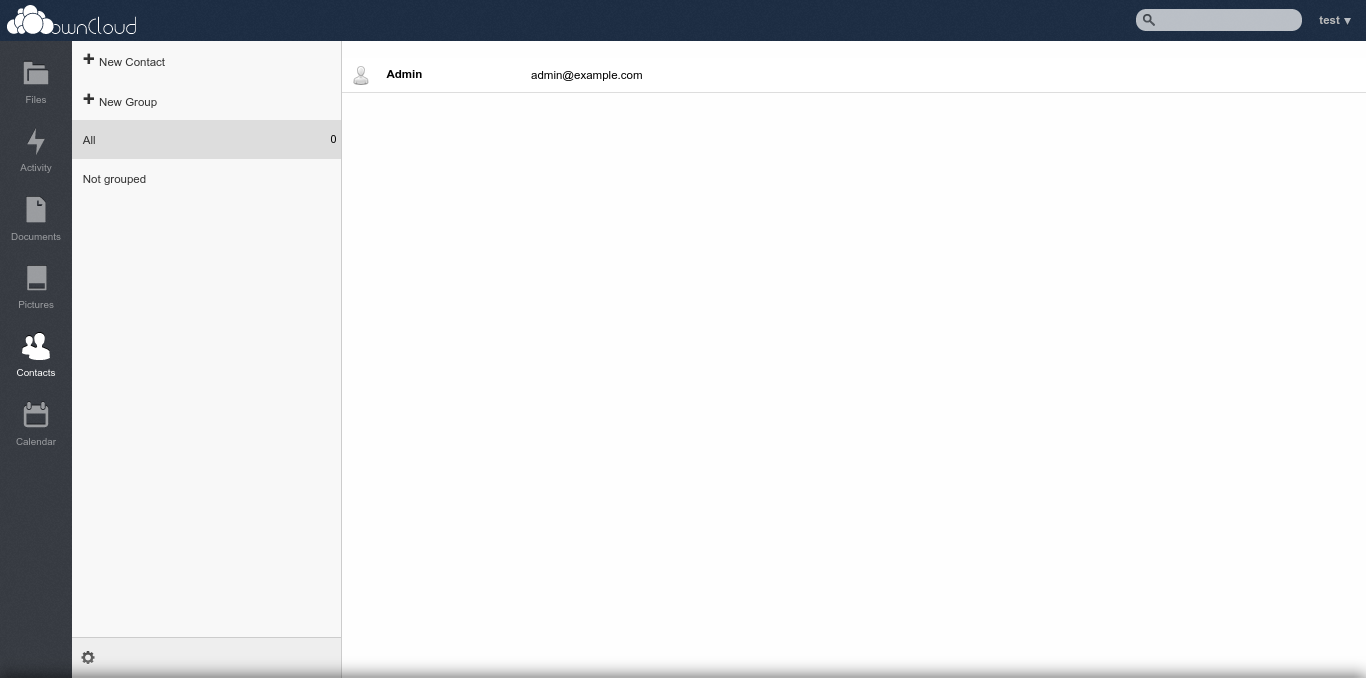 ownCloud
test ▼
Files
Activity
Documents
Pictures
Contacts
Calendar
+ New Contact
+ New Group
All 0
Not grouped
Admin admin@example.com